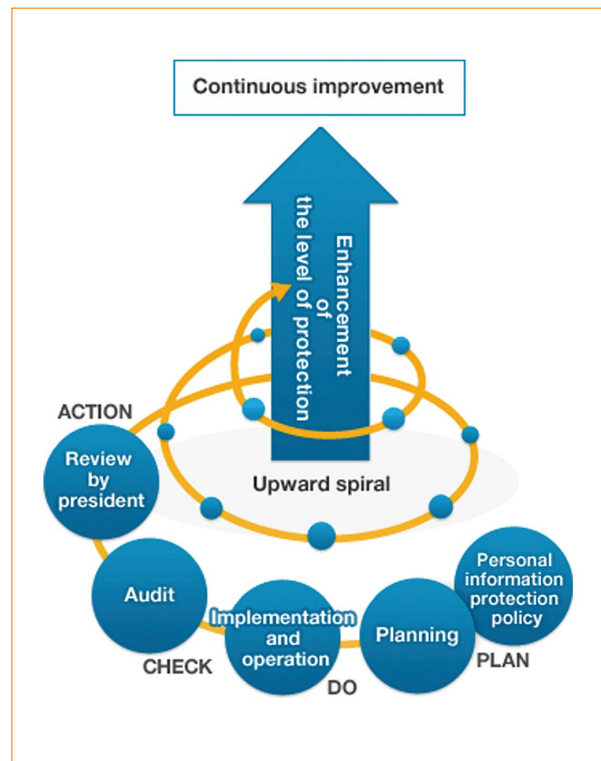 Continuous improvement
Enhancement
of
the level of protection
ACTION
Review
by
president
Upward spiral
Audit
CHECK
Implementation
and
operation
DO
Planning
Personal
information
protection
policy
PLAN